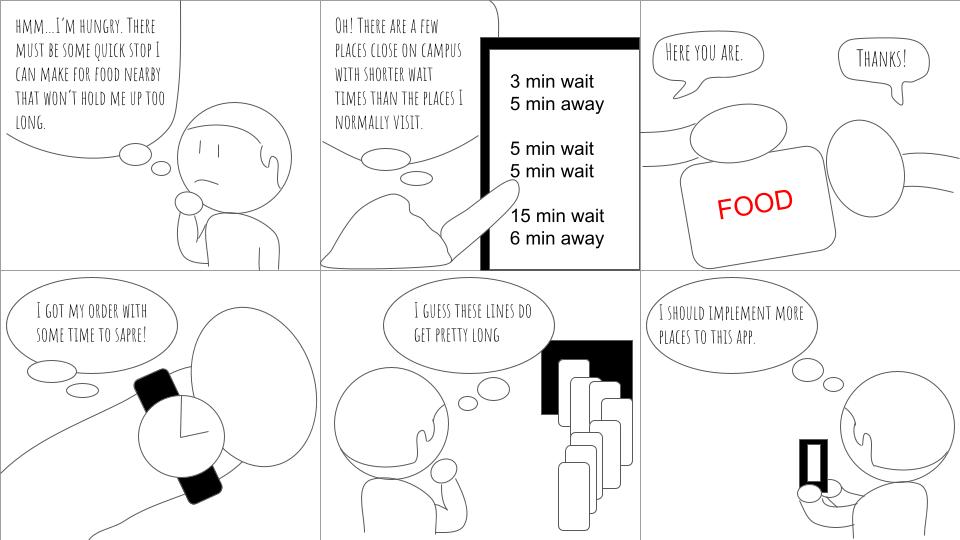 HMM...I'M HUNGRY. THERE
MUST BE SOME QUICK STOP I
CAN MAKE FOR FOOD NEARBY
THAT WON'T HOLD ME UP TOO
LONG.
OH! THERE ARE A FEW
PLACES CLOSE ON CAMPUS
WITH SHORTER WAIT
TIMES THAN THE PLACES I
NORMALLY VISIT.
3 min wait
5 min away
5 min wait
5 min wait
15 min wait
6 min away
HERE YOU ARE.
THANKS!
FOOD
I GOT MY ORDER WITH
SOME TIME TO SAPRE!
I GUESS THESE LINES DO
GET PRETTY LONG
I SHOULD IMPLEMENT MORE
PLACES TO THIS APP.